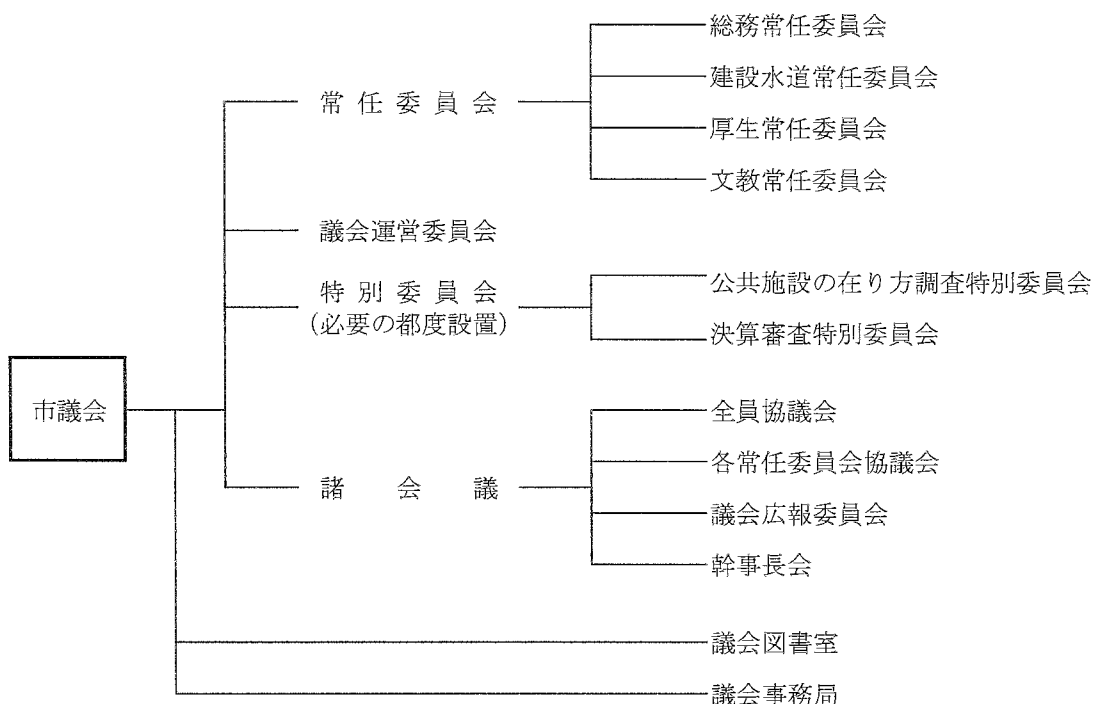 総務常任委員会
建設水道常任委員会
常任委員会
厚生常任委員会
文教常任委員会
議会運営委員会
特別委員会
(必要の都度設置)
公共施設の在り方調査特別委員会
決算審査特別委員会
市議会
全員協議会
各常任委員会協議会
諸会議
議会広報委員会
幹事長会
議会図書室
議会事務局